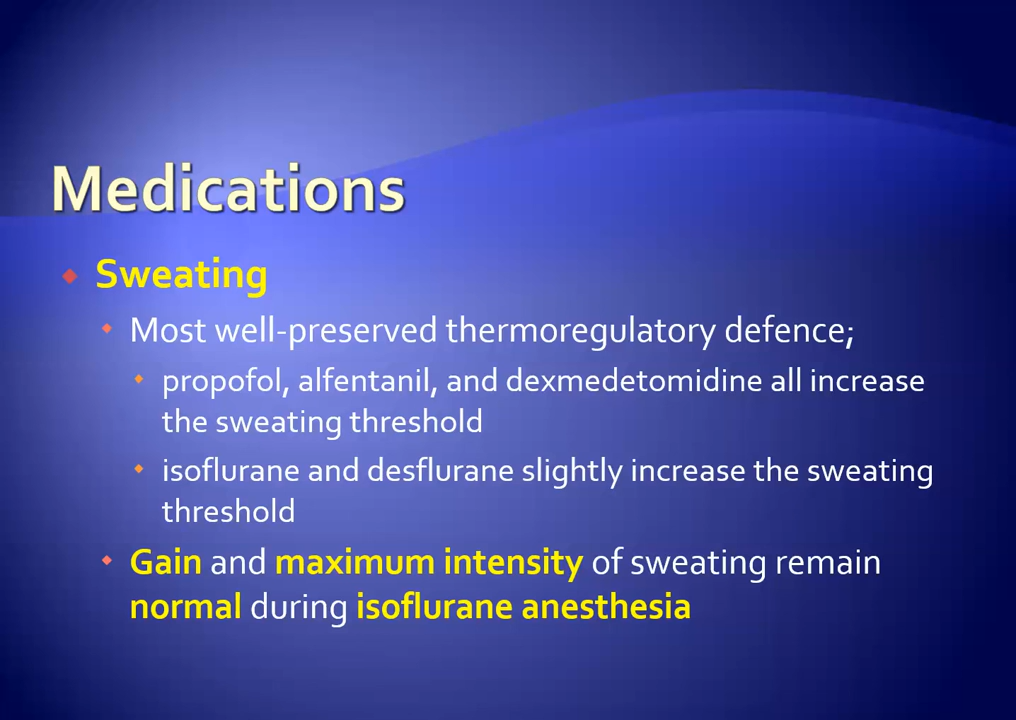 Medications
Sweating
Most well-preserved thermoregulatory defence;
propofol, alfentanil, and dexmedetomidine all increase
the sweating threshold
isoflurane and desflurane slightly increase the sweating
threshold
Gain and maximum intensity of sweating remain
normal during isoflurane anesthesia